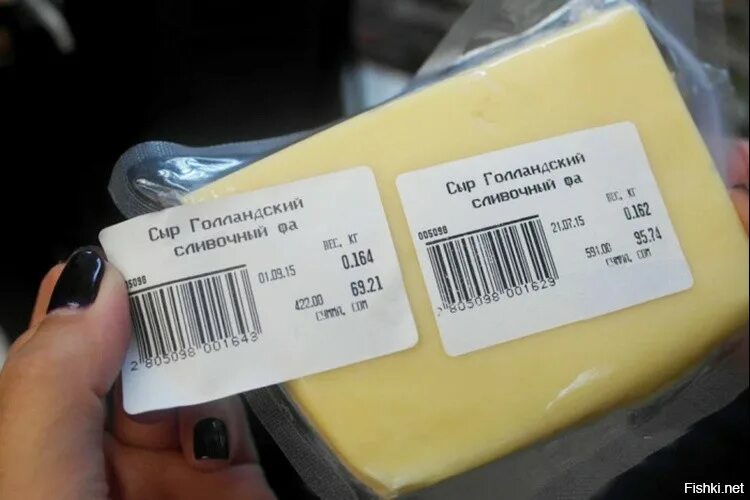 Сыр Голландский
сливочный фа
005098
ВЕС, КГ
01.09.15
0.164
422.00
69.21
СУММА, СОМ
2 805098 001643
Сыр Голландский
сливочный фа
005098
ВЕС, КГ
21.07.15
0.162
591.00
95.74
СУММА, СОМ
2 805098 001629
Fishki.net